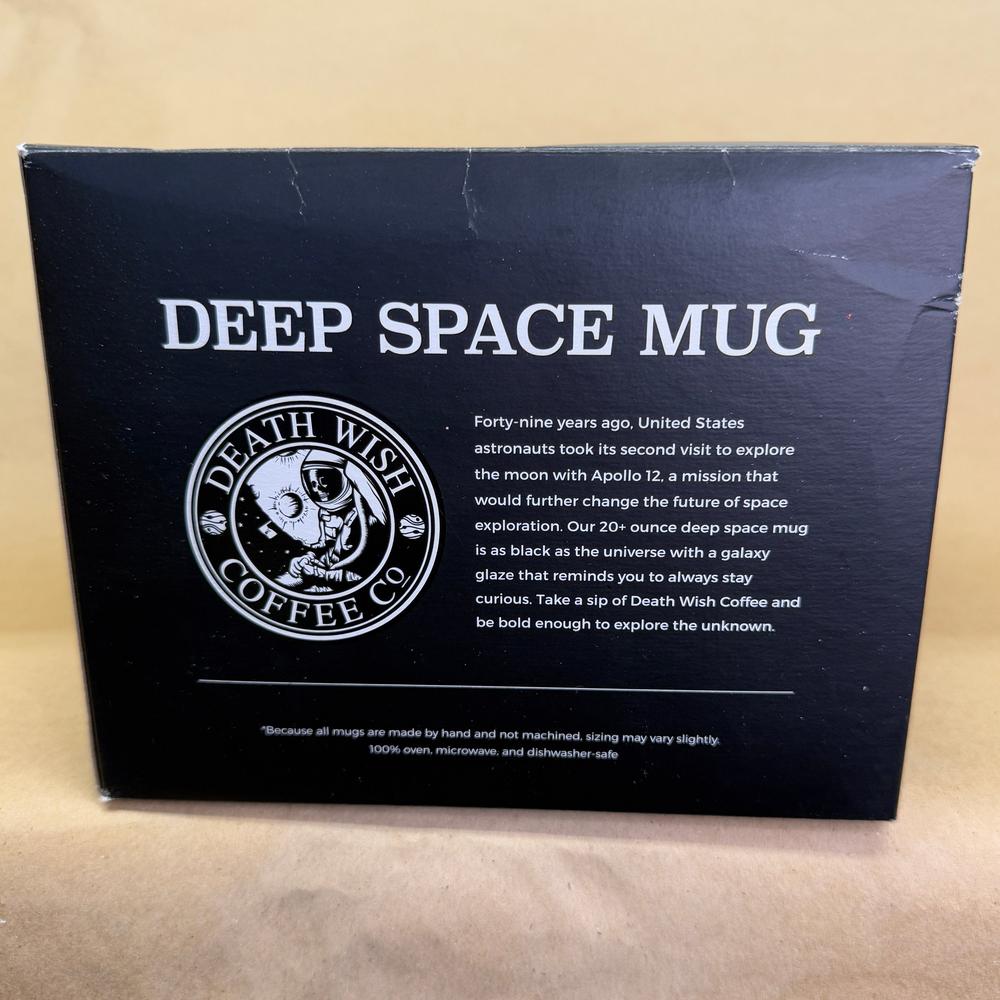 DEEP SPACE MUG
DEATH WISH
COFFEE CO
Forty-nine years ago, United States
astronauts took its second visit to explore
the moon with Apollo 12, a mission that
would further change the future of space
exploration. Our 20+ ounce deep space mug
is as black as the universe with a galaxy
glaze that reminds you to always stay
curious. Take a sip of Death Wish Coffee and
be bold enough to explore the unknown.
*Because all mugs are made by hand and not machined, sizing may vary slightly.
100% oven, microwave, and dishwasher-safe